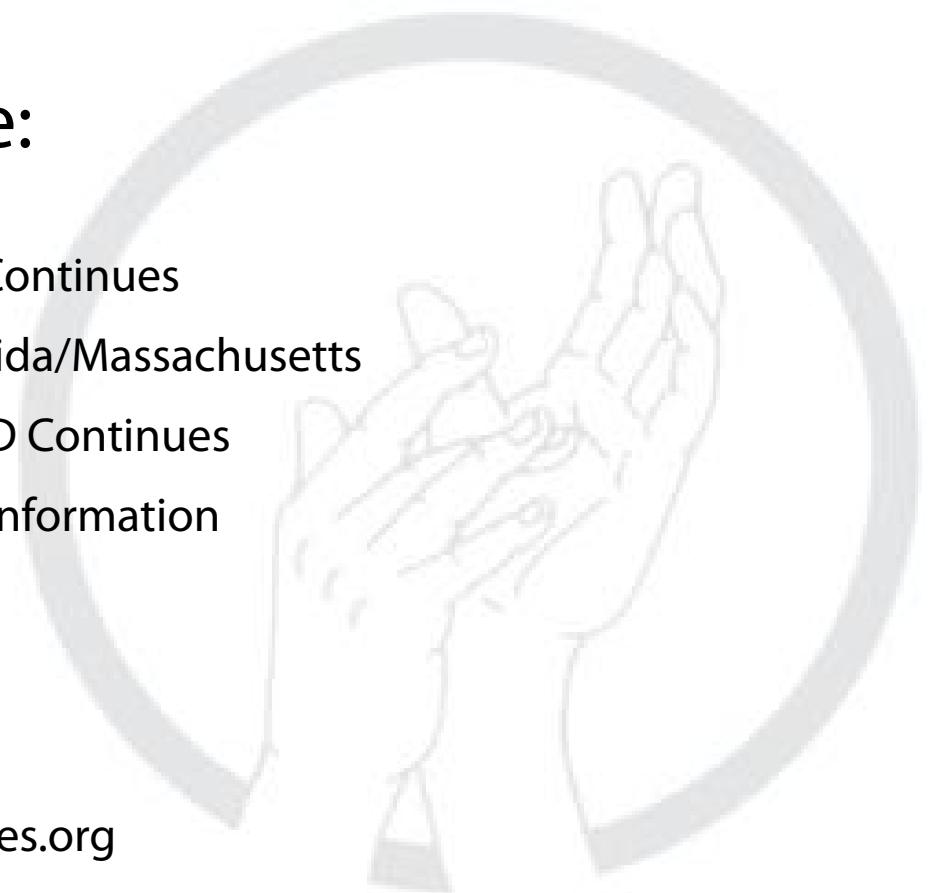 e:
Continues
ida/Massachusetts
D Continues
nformation
es.org